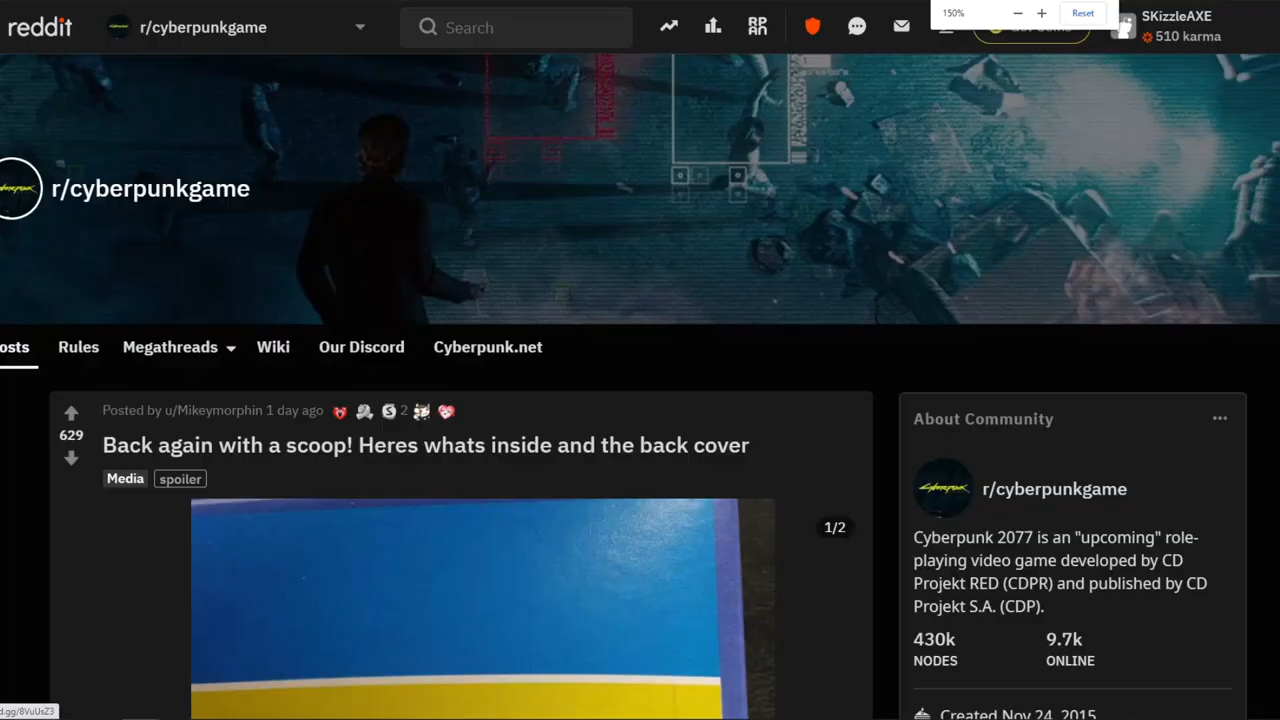 reddit
r/cyberpunkgame
Search
150%
Reset
SKizzleAXE
510 karma
r/cyberpunkgame
osts
Rules
Megathreads
Wiki
Our Discord
Cyberpunk.net
Posted by u/Mikeymorphin 1 day ago
2
629
Back again with a scoop! Heres whats inside and the back cover
Media
spoiler
1/2
About Community
r/cyberpunkgame
Cyberpunk 2077 is an "upcoming" role-
playing video game developed by CD
Projekt RED (CDPR) and published by CD
Projekt S.A. (CDP).
430k
9.7k
NODES
ONLINE
Created Nov 24, 2015
d.gg/8VuUsZ3